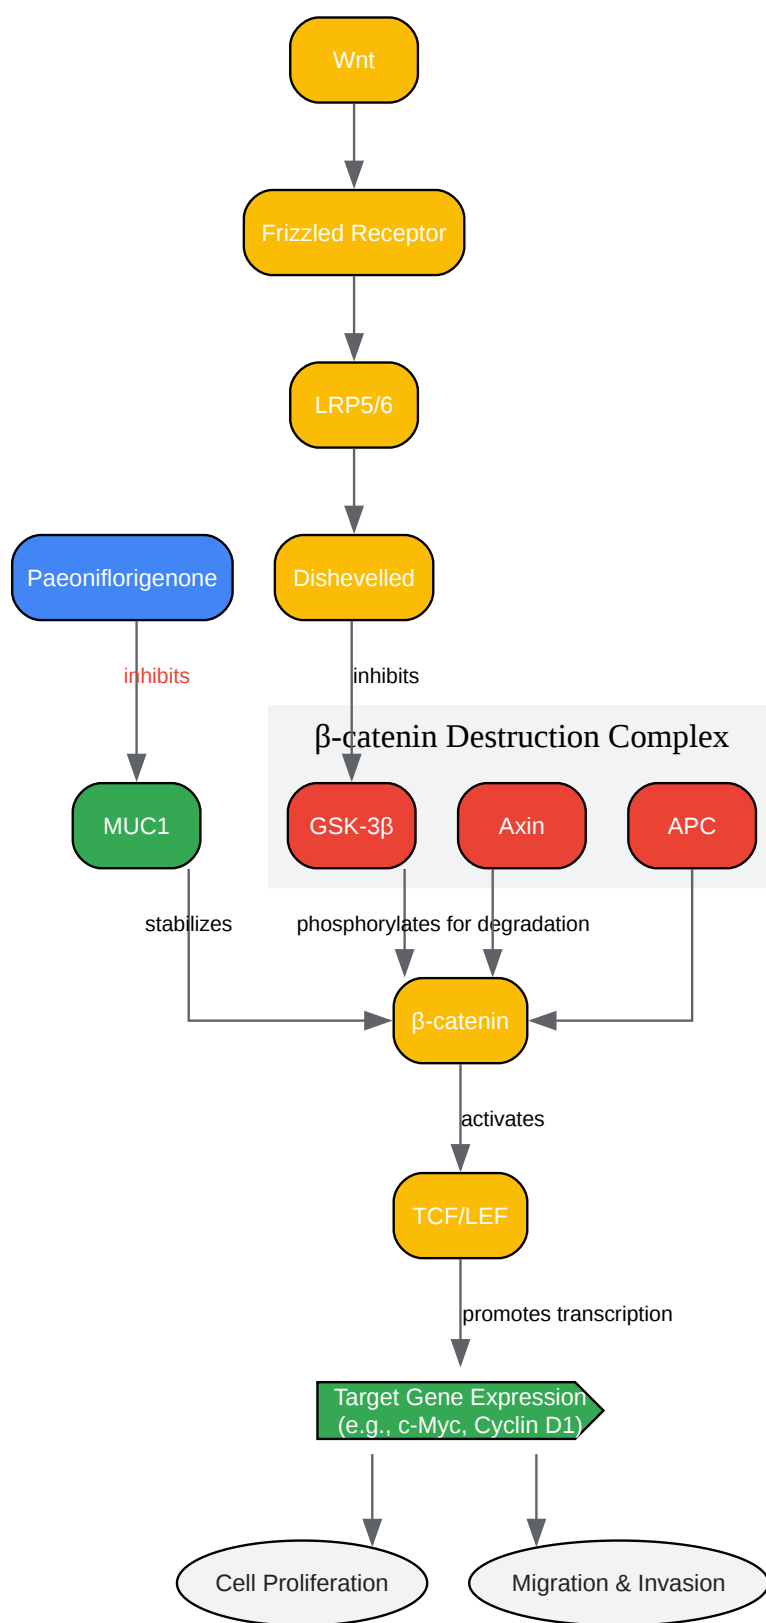 Wnt
Frizzled Receptor
LRP5/6
Paeoniflorigenone
Dishevelled
inhibits
inhibits
β-catenin Destruction Complex
MUC1
GSK-3β
Axin
APC
stabilizes
phosphorylates for degradation
β-catenin
activates
TCF/LEF
promotes transcription
Target Gene Expression
(e.g., c-Myc, Cyclin D1)
Cell Proliferation
Migration & Invasion